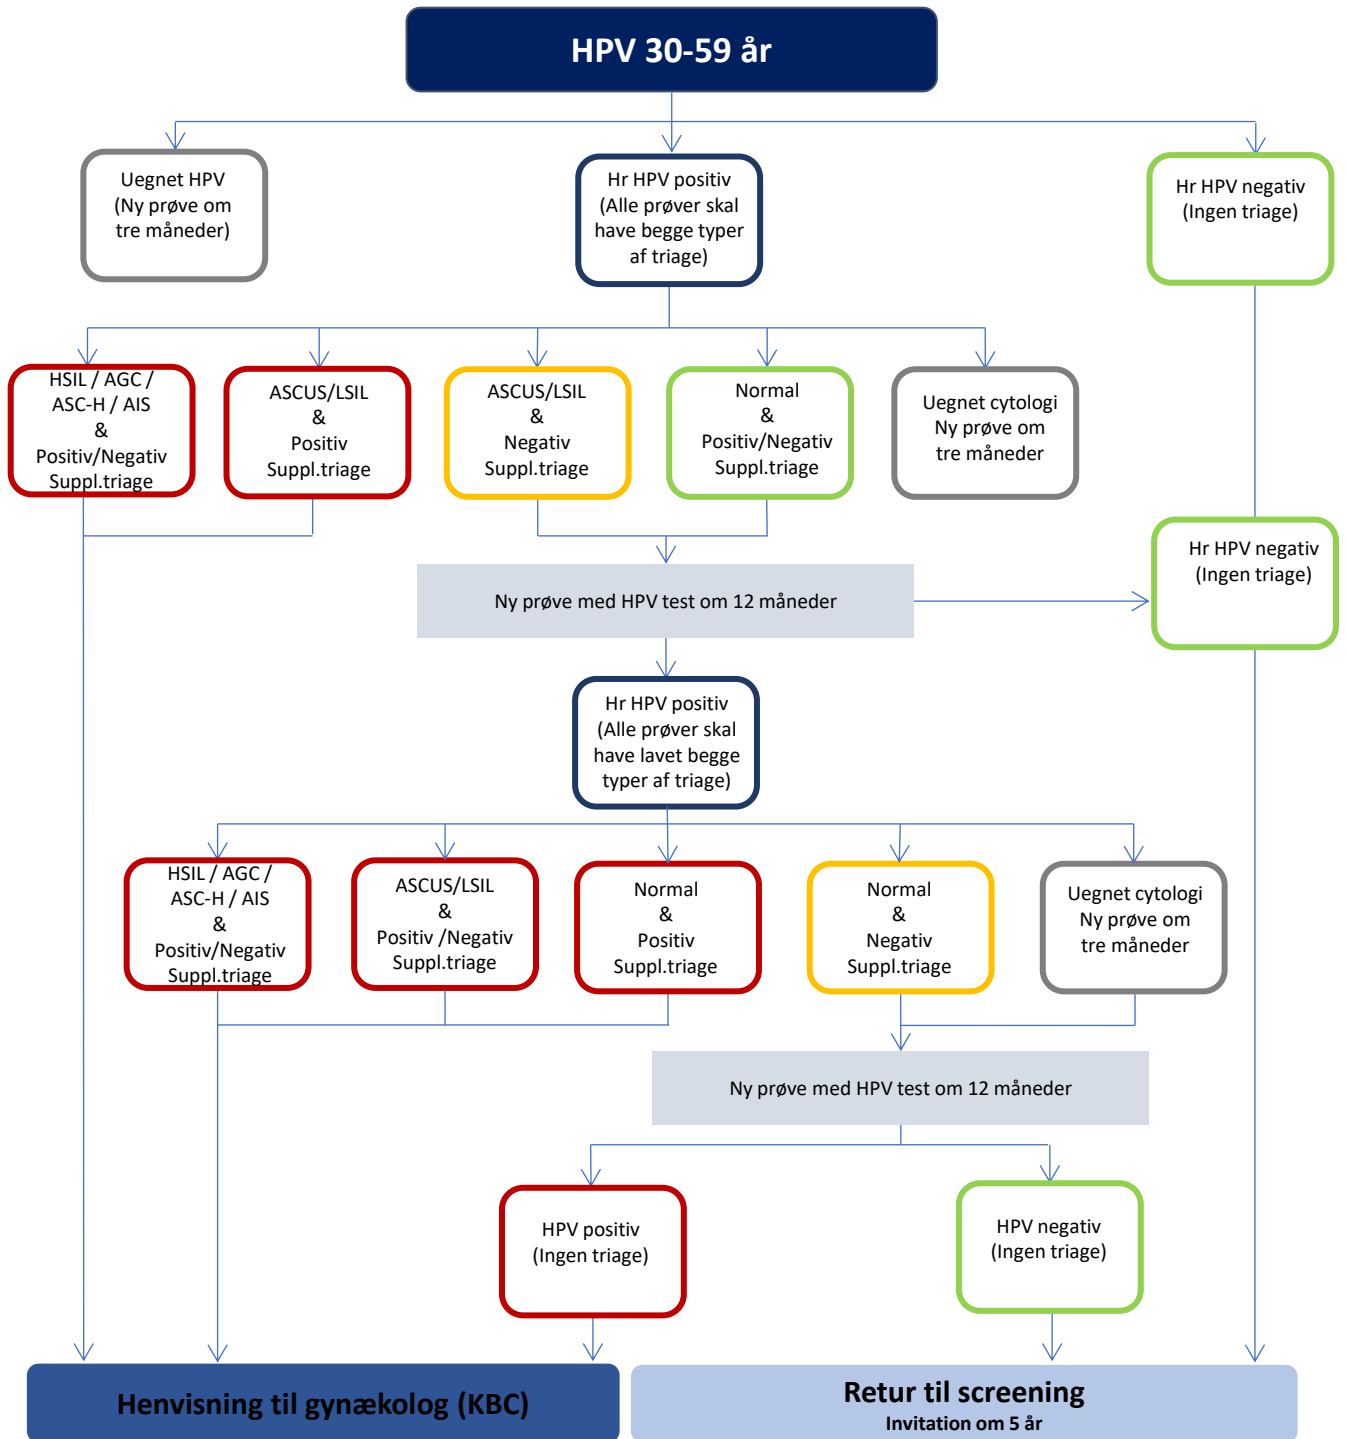 HPV 30-59 år
Uegnet HPV
(Ny prøve om
tre måneder)
Hr HPV positiv
(Alle prøver skal
have begge typer
af triage)
Hr HPV negativ
(Ingen triage)
HSIL / AGC /
ASC-H / AIS
&
Positiv/Negativ
Suppl.triage
ASCUS/LSIL
&
Positiv
Suppl.triage
ASCUS/LSIL
&
Negativ
Suppl.triage
Normal
&
Positiv/Negativ
Suppl.triage
Uegnet cytologi
Ny prøve om
tre måneder
Hr HPV negativ
(Ingen triage)
Ny prøve med HPV test om 12 måneder
Hr HPV positiv
(Alle prøver skal
have lavet begge
typer af triage)
HSIL / AGC /
ASC-H / AIS
&
Positiv/Negativ
Suppl.triage
ASCUS/LSIL
&
Positiv /Negativ
Suppl.triage
Normal
&
Positiv
Suppl.triage
Normal
&
Negativ
Suppl.triage
Uegnet cytologi
Ny prøve om
tre måneder
Ny prøve med HPV test om 12 måneder
HPV positiv
(Ingen triage)
HPV negativ
(Ingen triage)
Henvisning til gynækolog (KBC)
Retur til screening
Invitation om 5 år